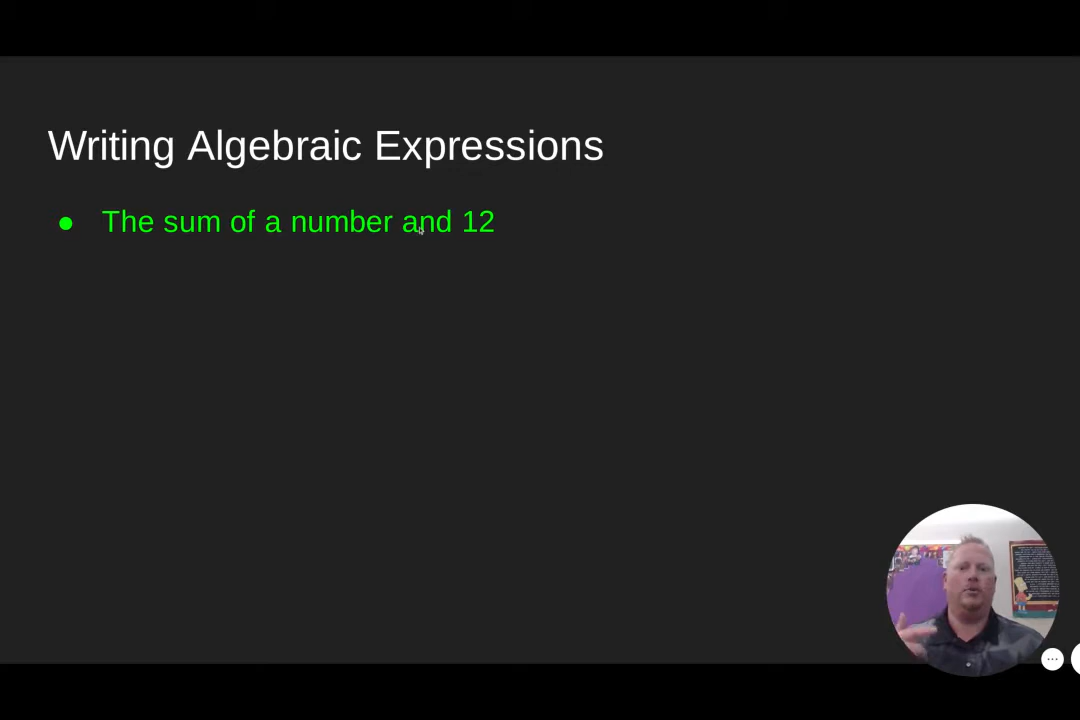 Writing Algebraic Expressions
● The sum of a number and 12